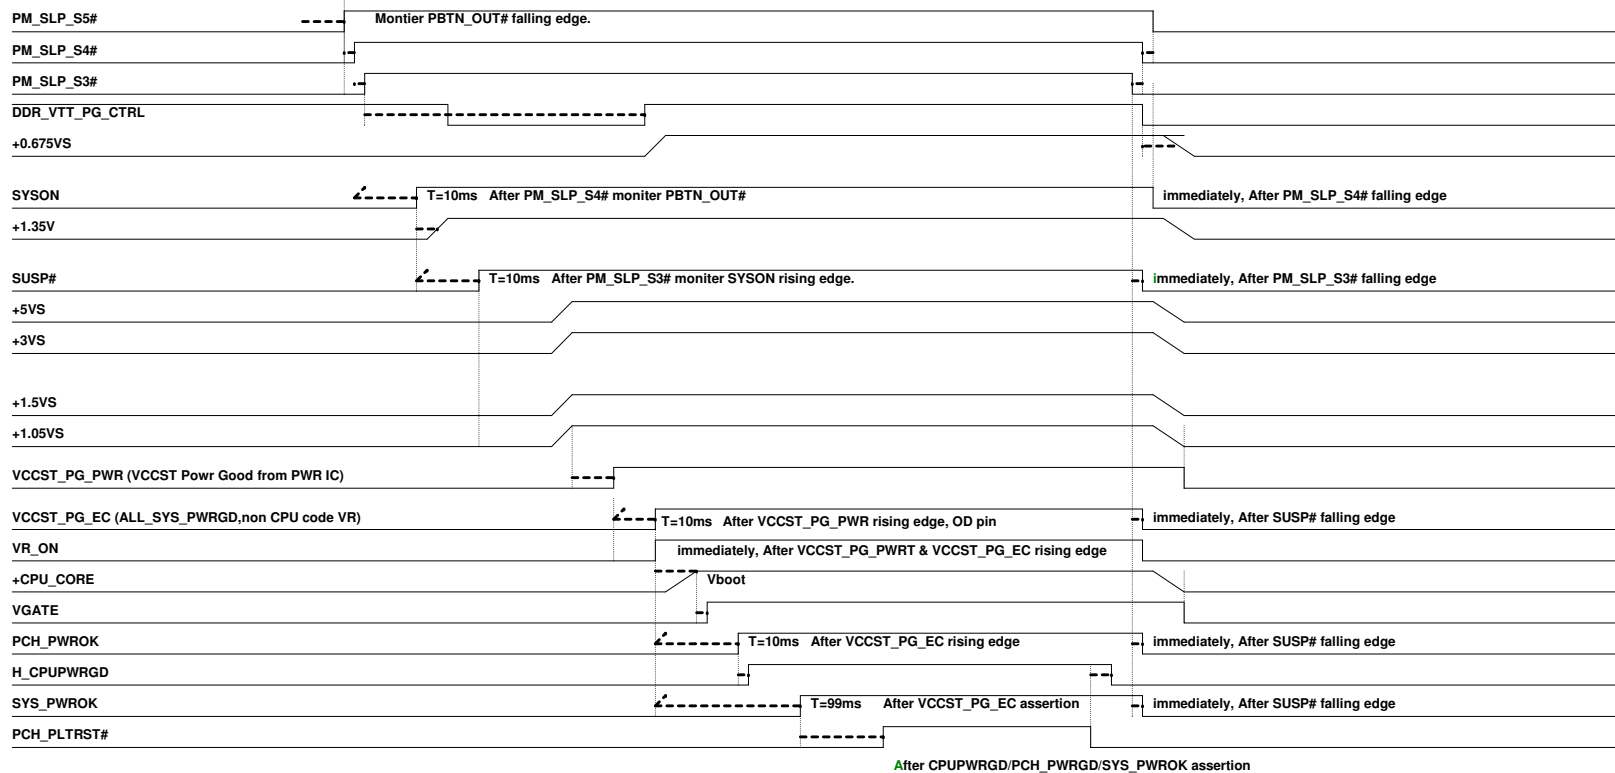 PM_SLP_S5# Montier PBTN_OUT# falling edge.
PM_SLP_S4#
PM_SLP_S3#
DDR_VTT_PG_CTRL
+0.675VS
SYSON T=10ms After PM_SLP_S4# moniter PBTN_OUT# immediately, After PM_SLP_S4# falling edge
+1.35V
SUSP# T=10ms After PM_SLP_S3# moniter SYSON rising edge. immediately, After PM_SLP_S3# falling edge
+5VS
+3VS
+1.5VS
+1.05VS
VCCST_PG_PWR (VCCST Powr Good from PWR IC)
VCCST_PG_EC (ALL_SYS_PWRGD,non CPU code VR) T=10ms After VCCST_PG_PWR rising edge, OD pin immediately, After SUSP# falling edge
VR_ON immediately, After VCCST_PG_PWRT & VCCST_PG_EC rising edge
+CPU_CORE Vboot
VGATE
PCH_PWROK T=10ms After VCCST_PG_EC rising edge immediately, After SUSP# falling edge
H_CPUPWRGD
SYS_PWROK T=99ms After VCCST_PG_EC assertion immediately, After SUSP# falling edge
PCH_PLTRST#
After CPUPWRGD/PCH_PWRGD/SYS_PWROK assertion